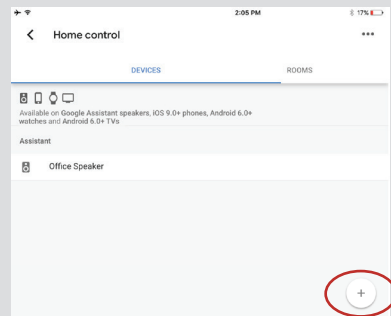 2:05 PM
17%
Home control
DEVICES
ROOMS
Available on Google Assistant speakers, iOS 9.0+ phones, Android 6.0+
watches and Android 6.0+ TVs
Assistant
Office Speaker
+